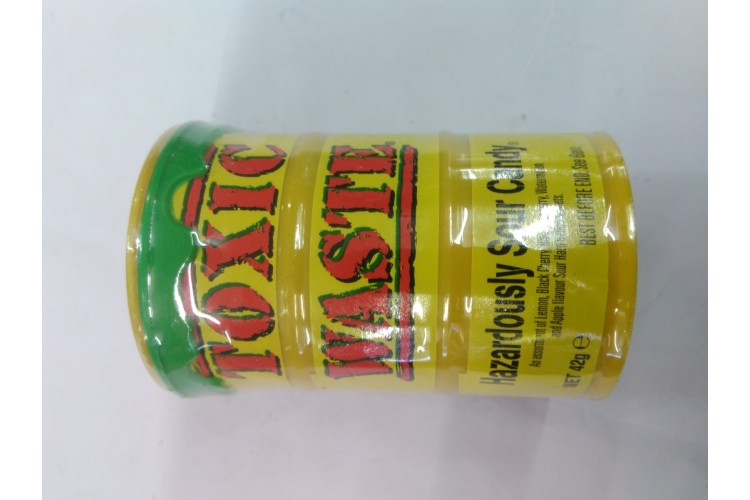 TOXIC
WASTE
Hazardously Sour Candy®
An assortment of Lemon, Black Cherry, Watermelon
and Apple flavour Sour Hard
BEST BEFORE END: See Base
NET 42g e